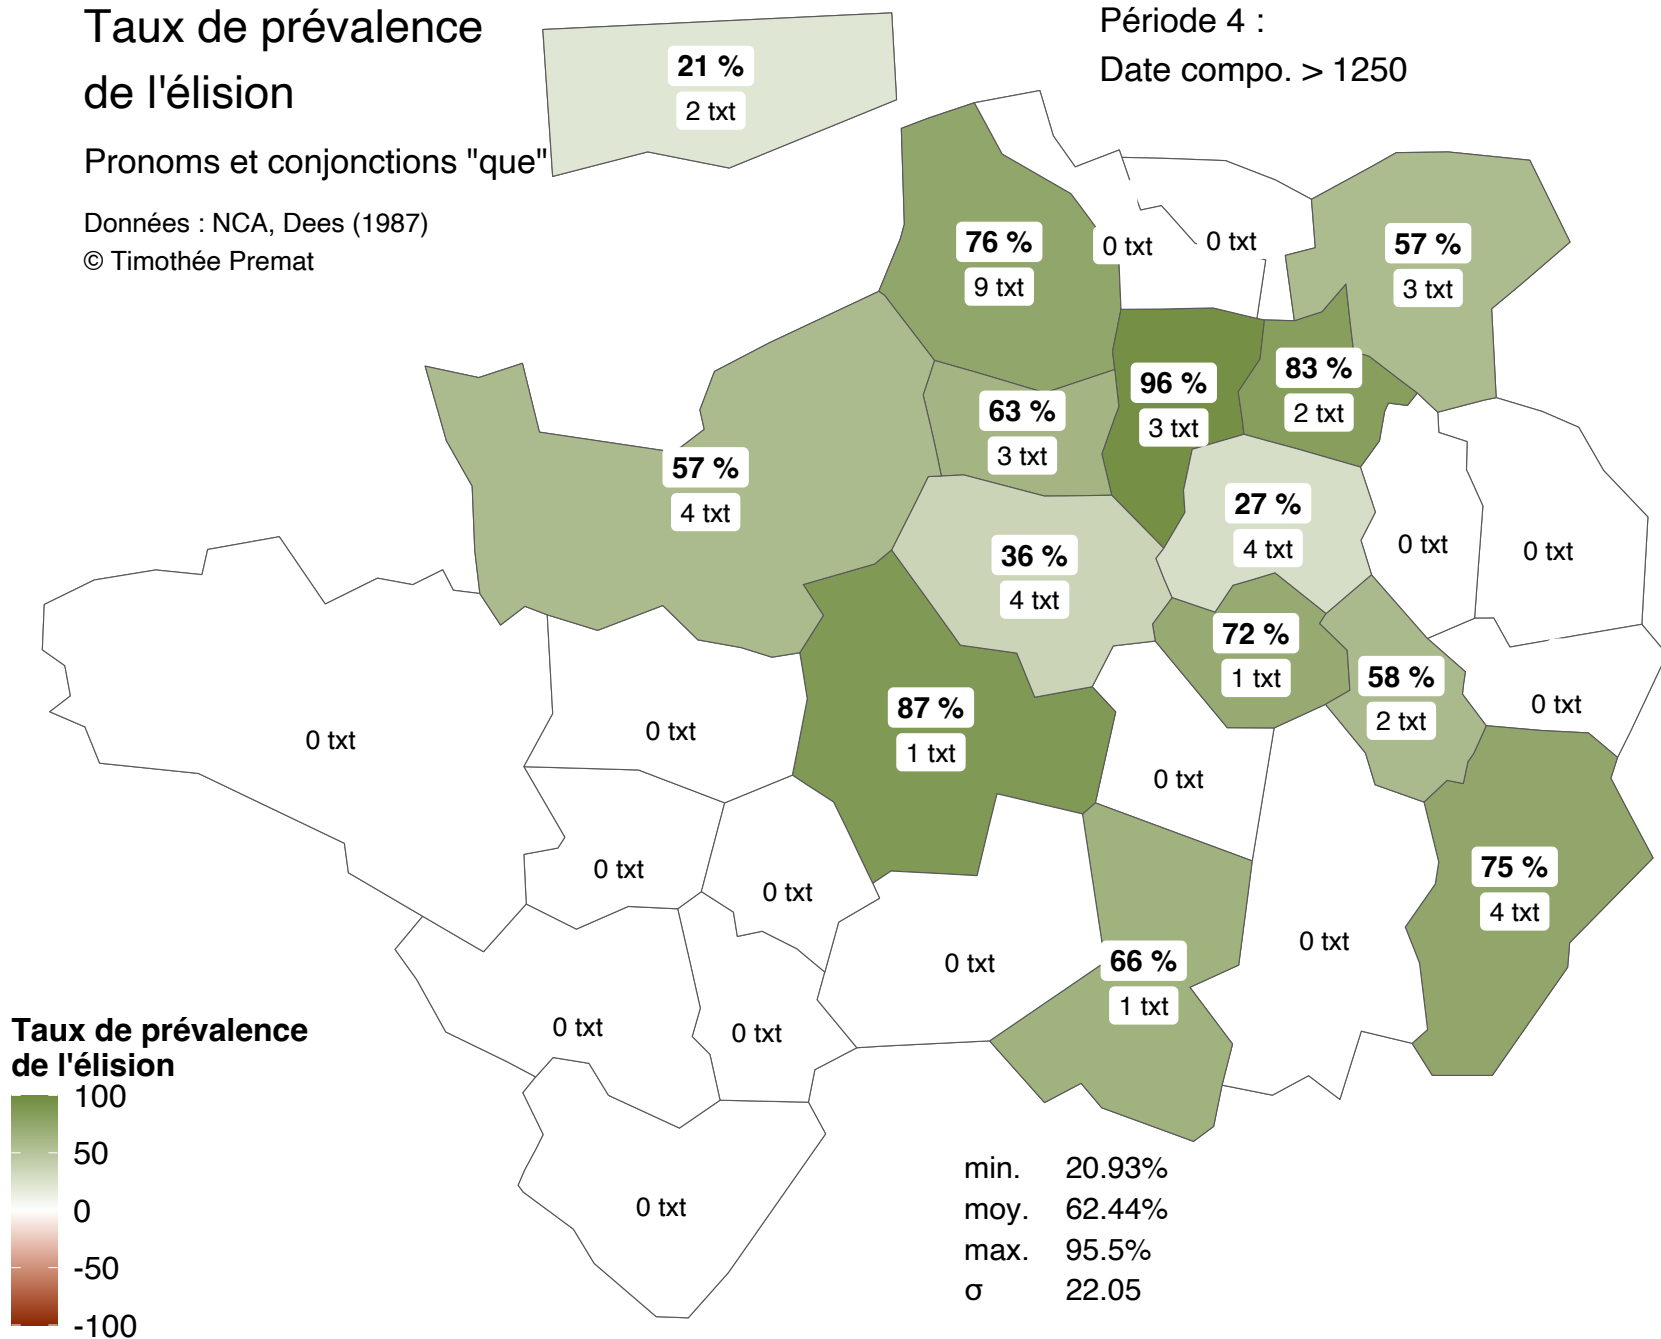 Taux de prévalence
de l'élision
Pronoms et conjonctions "que"
Données : NCA, Dees (1987)
© Timothée Premat
Période 4 :
Date compo. > 1250
21 %
2 txt
76 %
9 txt
0 txt
0 txt
57 %
3 txt
63 %
3 txt
96 %
3 txt
83 %
2 txt
57 %
4 txt
36 %
4 txt
27 %
4 txt
0 txt
0 txt
72 %
1 txt
58 %
2 txt
0 txt
0 txt
0 txt
87 %
1 txt
0 txt
0 txt
0 txt
75 %
4 txt
0 txt
66 %
1 txt
0 txt
0 txt
0 txt
0 txt
Taux de prévalence
de l'élision
100
50
0
-50
-100
min. 20.93%
moy. 62.44%
max. 95.5%
σ 22.05